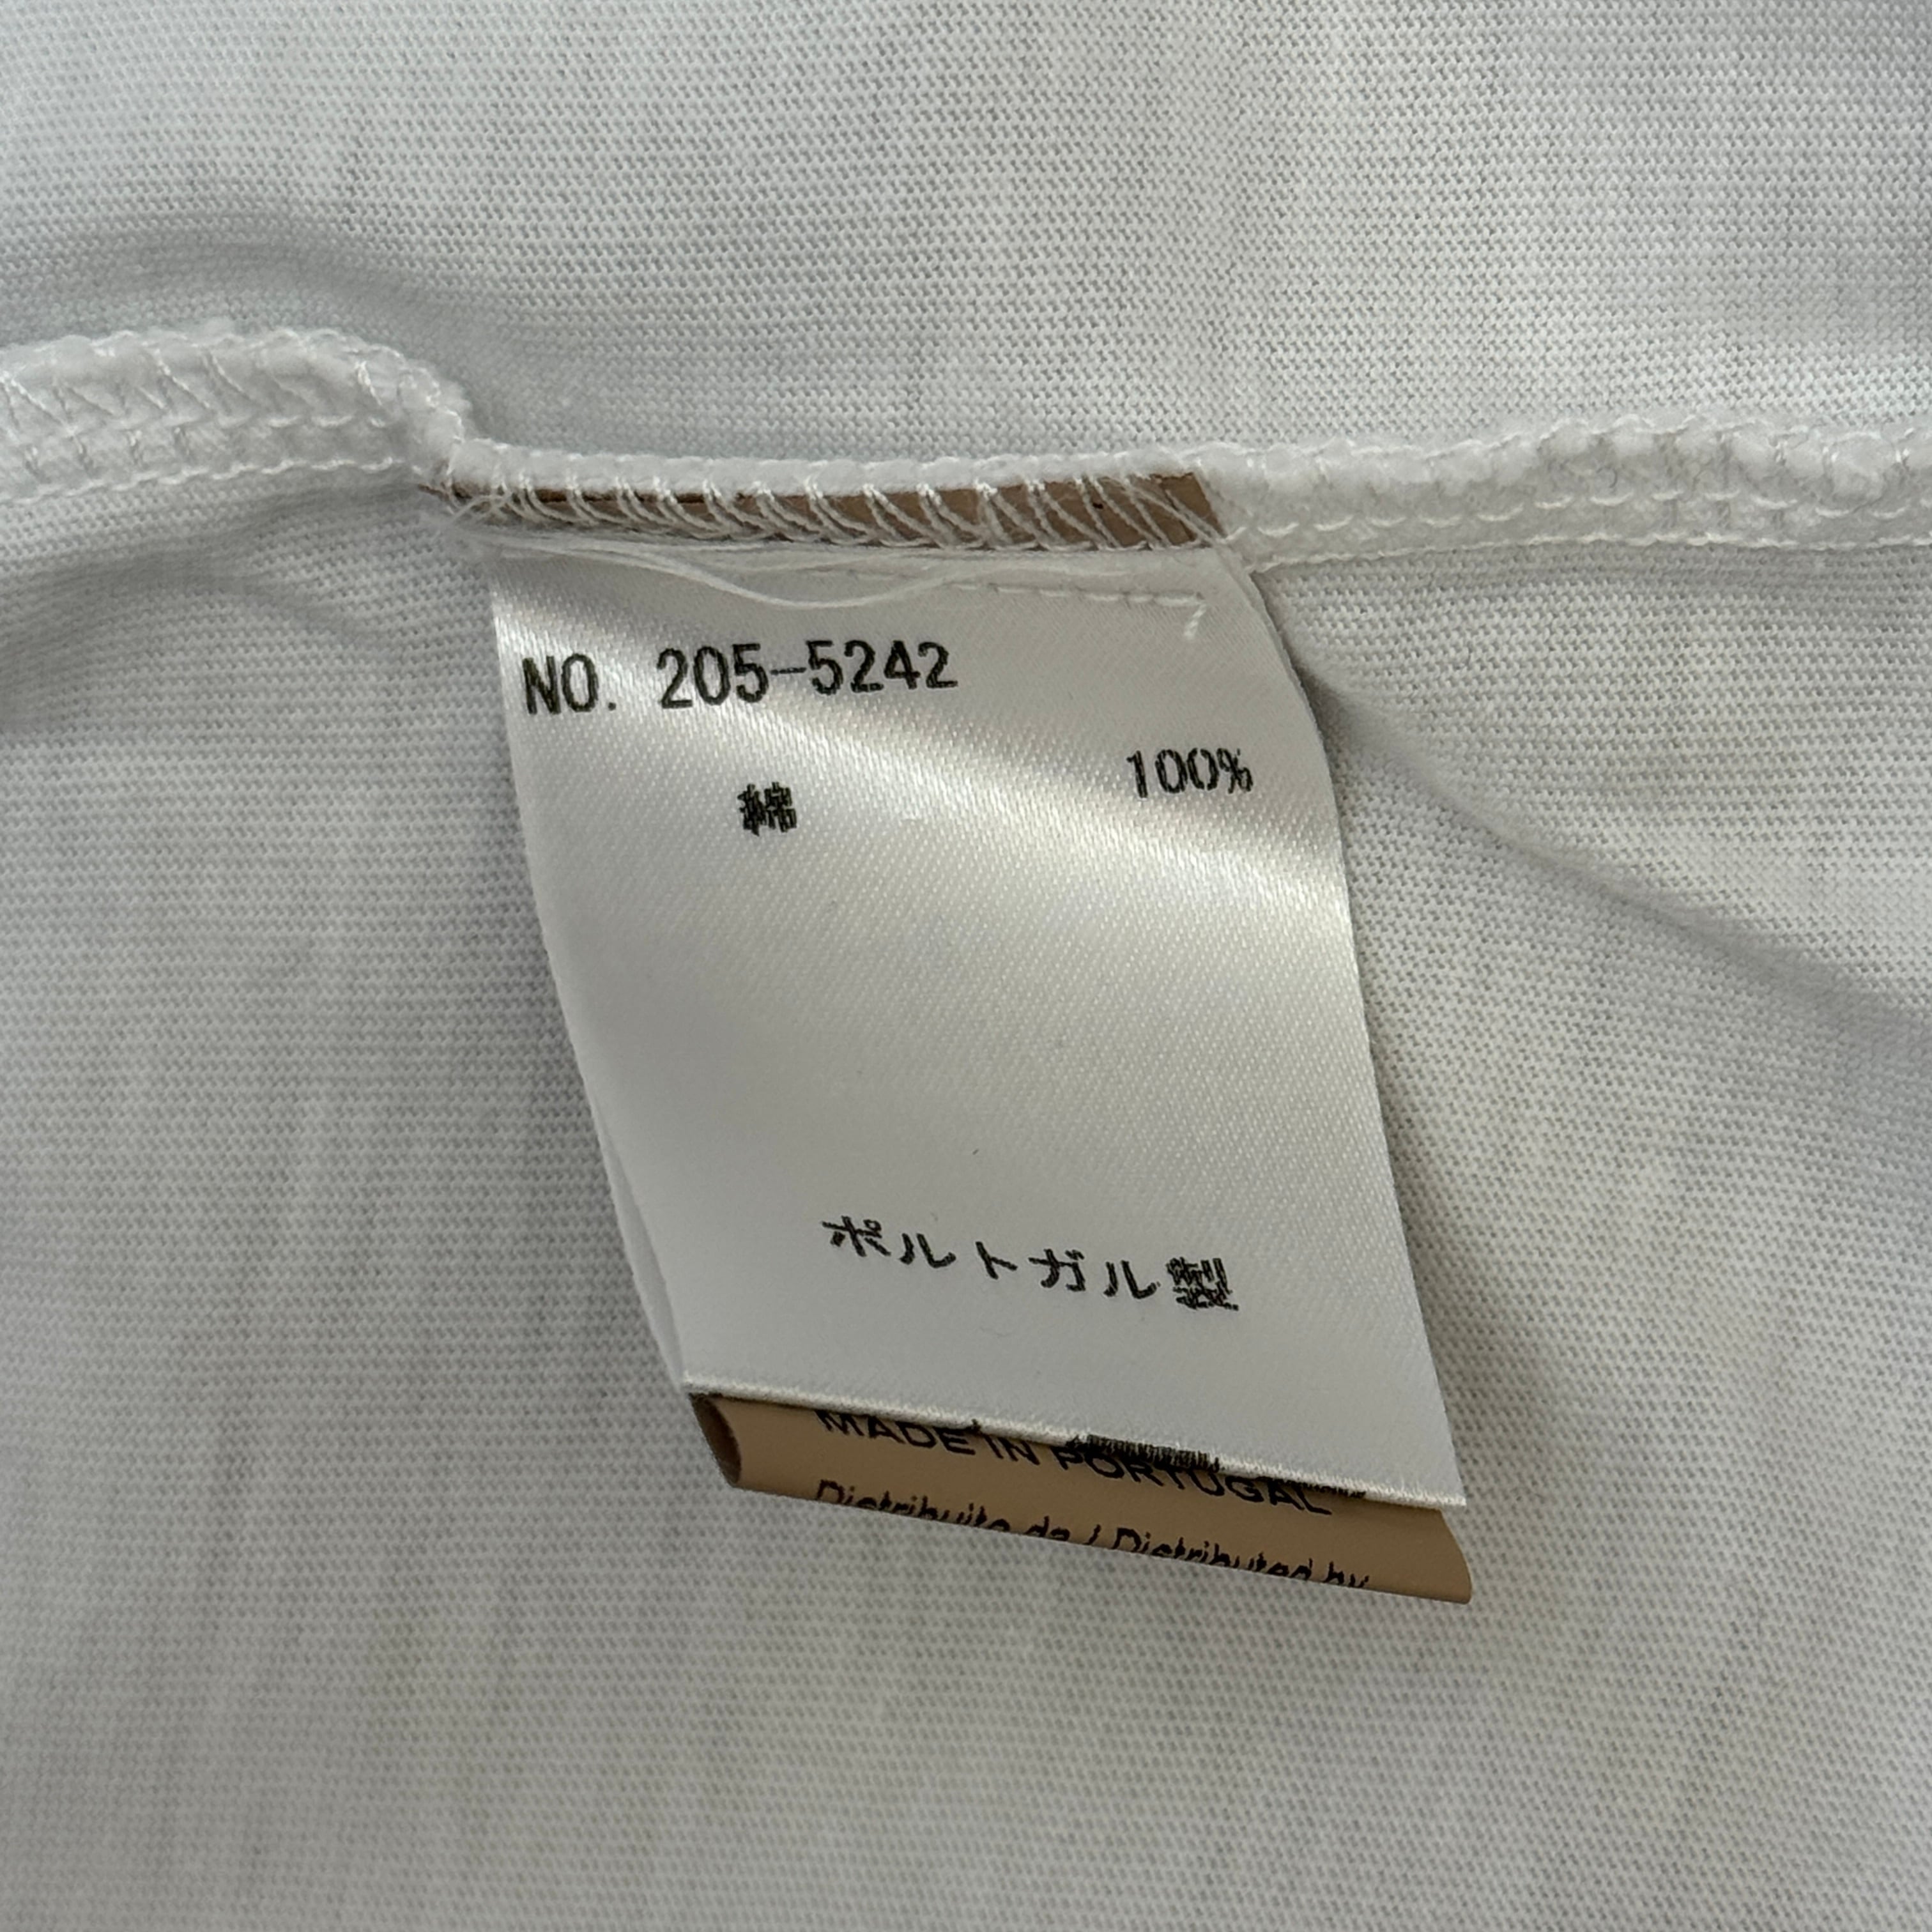 NO. 205-5242
100%
綿
ポルトガル製
MADE IN PORTUGAL
Distribuito da / Distributed by